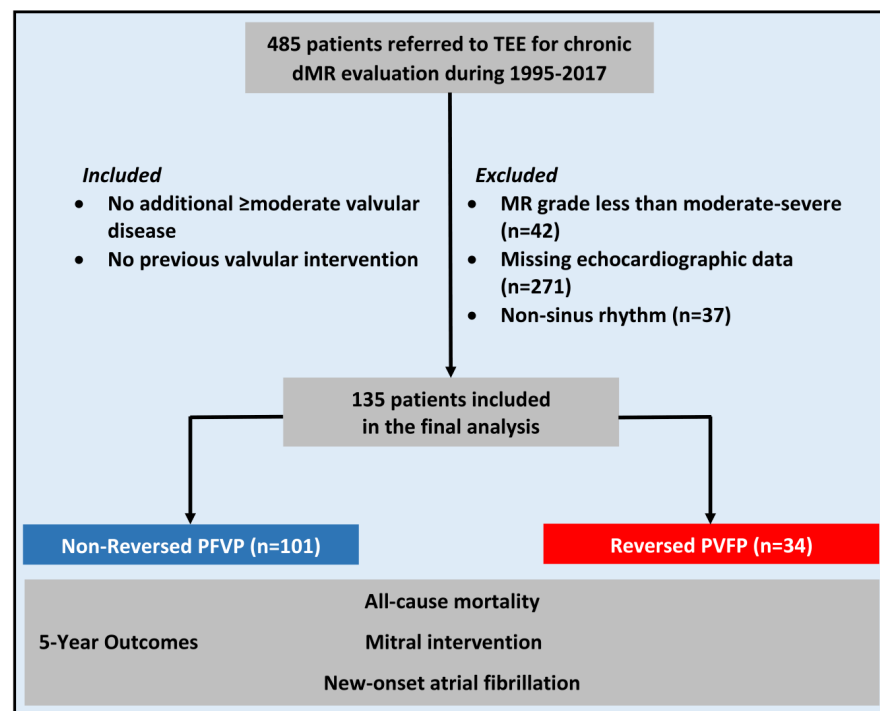 485 patients referred to TEE for chronic
dMR evaluation during 1995-2017
Included
• No additional ≥moderate valvular
disease
• No previous valvular intervention
Excluded
• MR grade less than moderate-severe
(n=42)
• Missing echocardiographic data
(n=271)
• Non-sinus rhythm (n=37)
135 patients included
in the final analysis
Non-Reversed PFVP (n=101)
Reversed PVFP (n=34)
All-cause mortality
5-Year Outcomes
Mitral intervention
New-onset atrial fibrillation